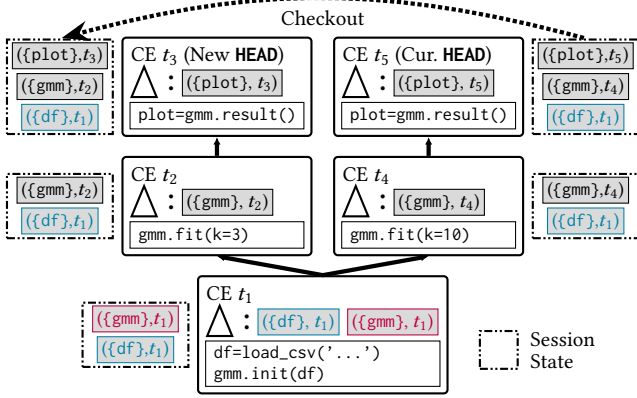 Checkout
({plot},t3)
({gmm},t2)
({df},t1)
CE t3 (New HEAD)
Δ : ({plot}, t3)
plot=gmm.result()
CE t5 (Cur. HEAD)
Δ : ({plot}, t5)
plot=gmm.result()
({plot},t5)
({gmm},t4)
({df},t1)
({gmm},t2)
({df},t1)
CE t2
Δ : ({gmm}, t2)
gmm.fit(k=3)
CE t4
Δ : ({gmm}, t4)
gmm.fit(k=10)
({gmm},t4)
({df},t1)
({gmm},t1)
({df},t1)
CE t1
Δ : ({df}, t1) ({gmm}, t1)
df=load_csv('...')
gmm.init(df)
Session
State